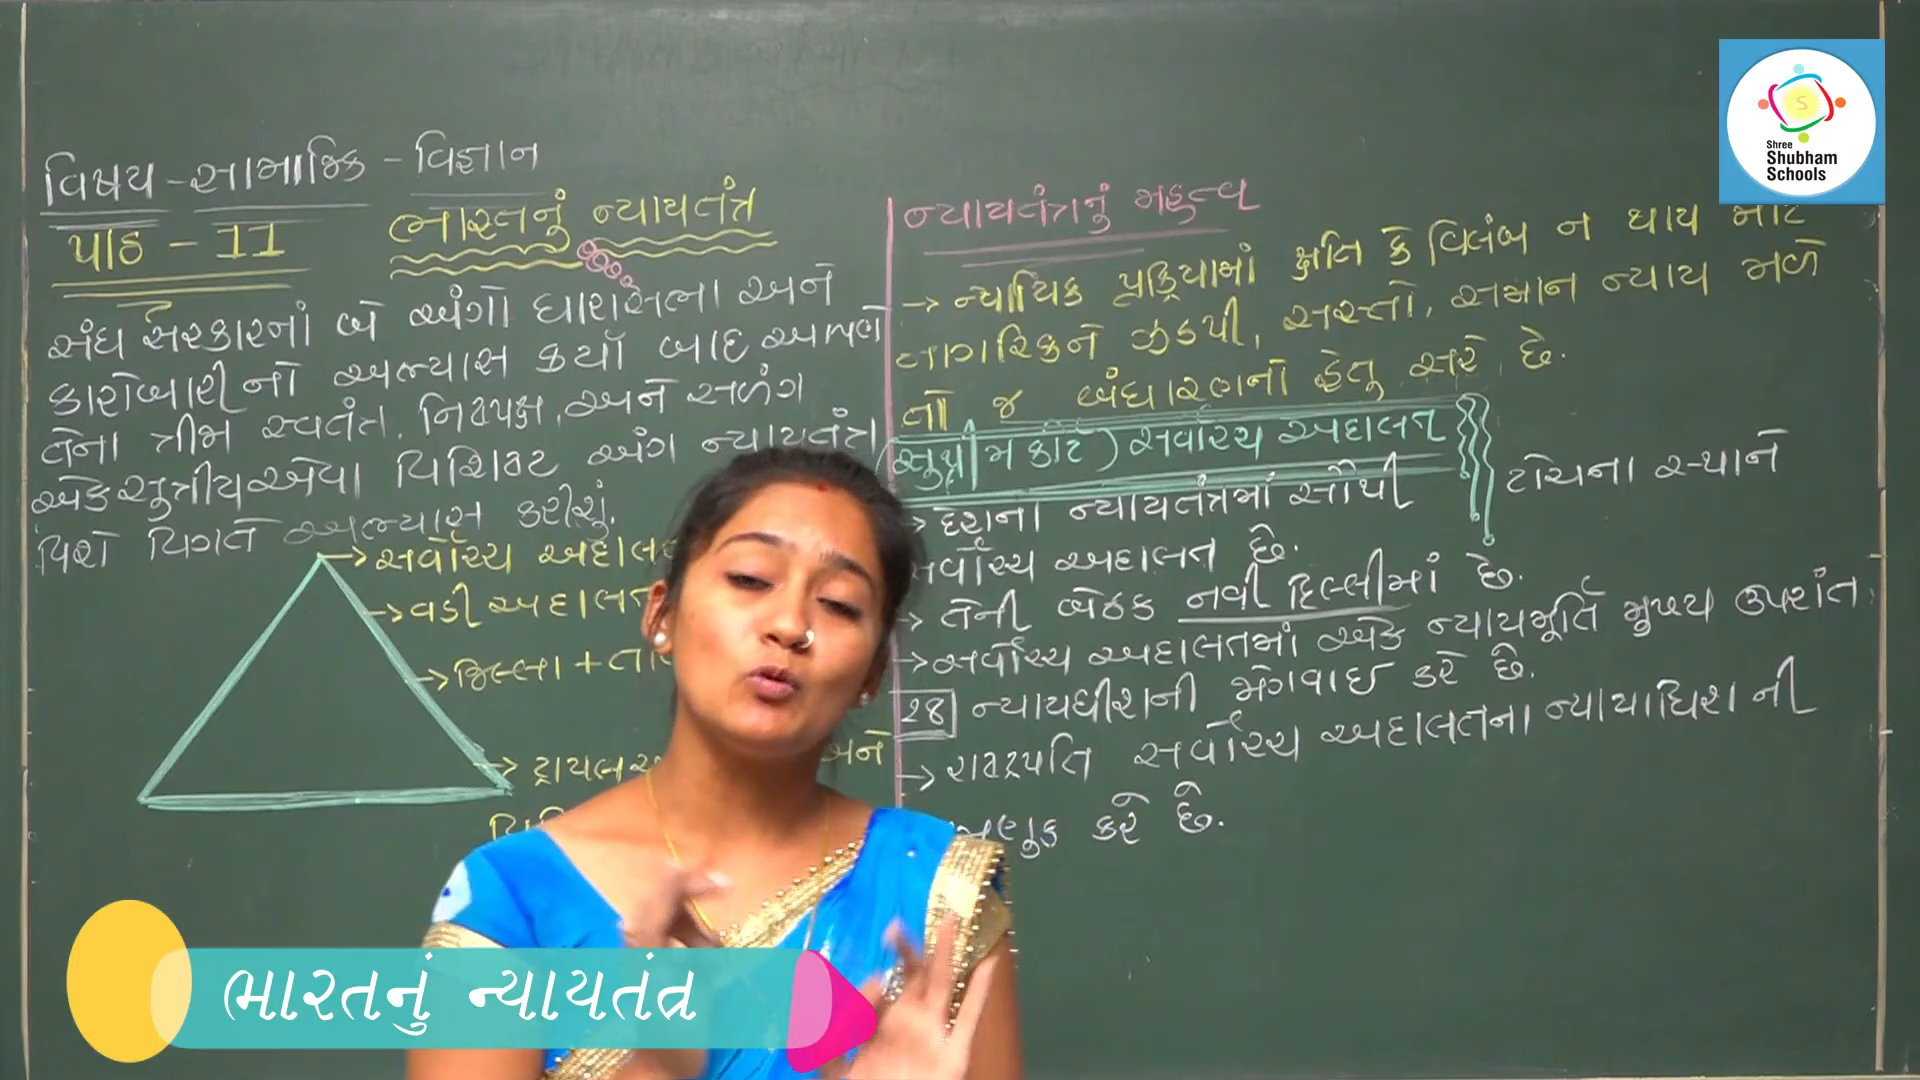 વિષય - સામાજિક - વિજ્ઞાન
પાઠ - 11
ભારતનું ન્યાયતંત્ર
સંઘ સરકારનાં બે અંગો ધારાસભા અને
કારોબારીનો અભ્યાસ કર્યા બાદ આપણે
તેના ત્રીજા સ્વતંત્ર, નિષ્પક્ષ, અને સળંગ
એકસૂત્રીય એવા વિશિષ્ટ અંગ ન્યાયતંત્ર
વિશે વિગતે અભ્યાસ કરીશું.
→ સર્વોચ્ચ
→ વડી
→ જિલ્લા +
→ અને
ન્યાયતંત્રનું મહત્વ
→ ન્યાયિક પ્રક્રિયામાં ક્ષતિ કે વિલંબ ન થાય માટે
નાગરિકને ઝડપી, સસ્તો, સમાન ન્યાય મળે
તો જ બંધારણનો હેતુ સરે છે.
(સુપ્રીમ કોર્ટ) સર્વોચ્ચ અદાલત
→ દેશના ન્યાયતંત્રમાં સૌથી ટોચના સ્થાને
સર્વોચ્ચ અદાલત છે.
→ તેની બેઠક નવી દિલ્લીમાં છે.
→ સર્વોચ્ચ અદાલતમાં એક ન્યાયમૂર્તિ મુખ્ય ઉપરાંત
28 ન્યાયધીશની જોગવાઈ કરે છે.
→ રાષ્ટ્રપતિ સર્વોચ્ચ અદાલતના ન્યાયાધિશ ની
કરે છે.
Shree
Shubham
Schools
S
ભારતનું ન્યાયતંત્ર